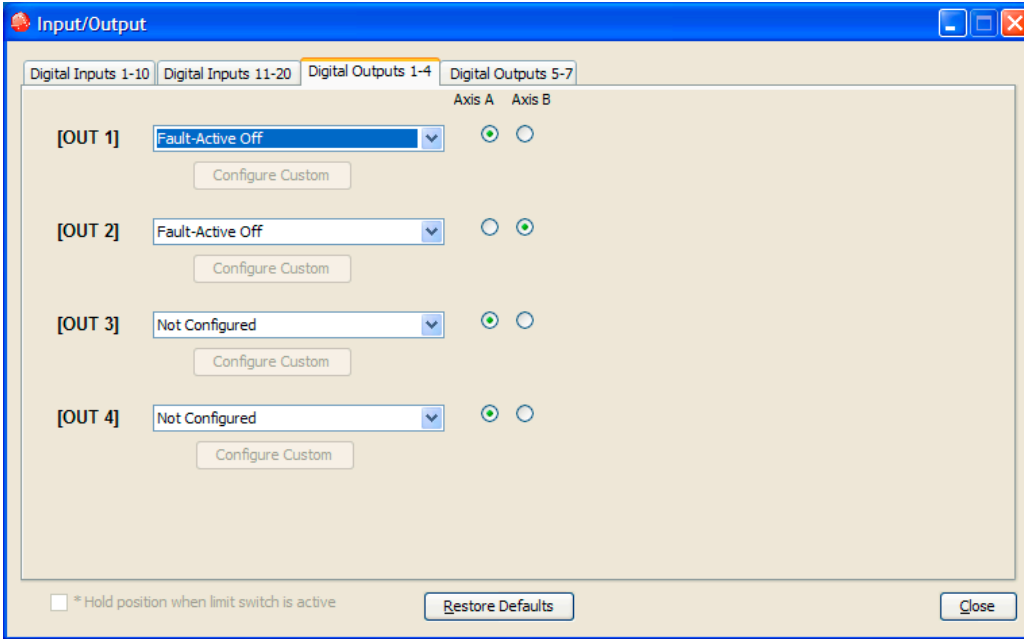 Input/Output
Digital Inputs 1-10 Digital Inputs 11-20 Digital Outputs 1-4 Digital Outputs 5-7
Axis A Axis B
[OUT 1] Fault-Active Off
Configure Custom
[OUT 2] Fault-Active Off
Configure Custom
[OUT 3] Not Configured
Configure Custom
[OUT 4] Not Configured
Configure Custom
* Hold position when limit switch is active Restore Defaults Close